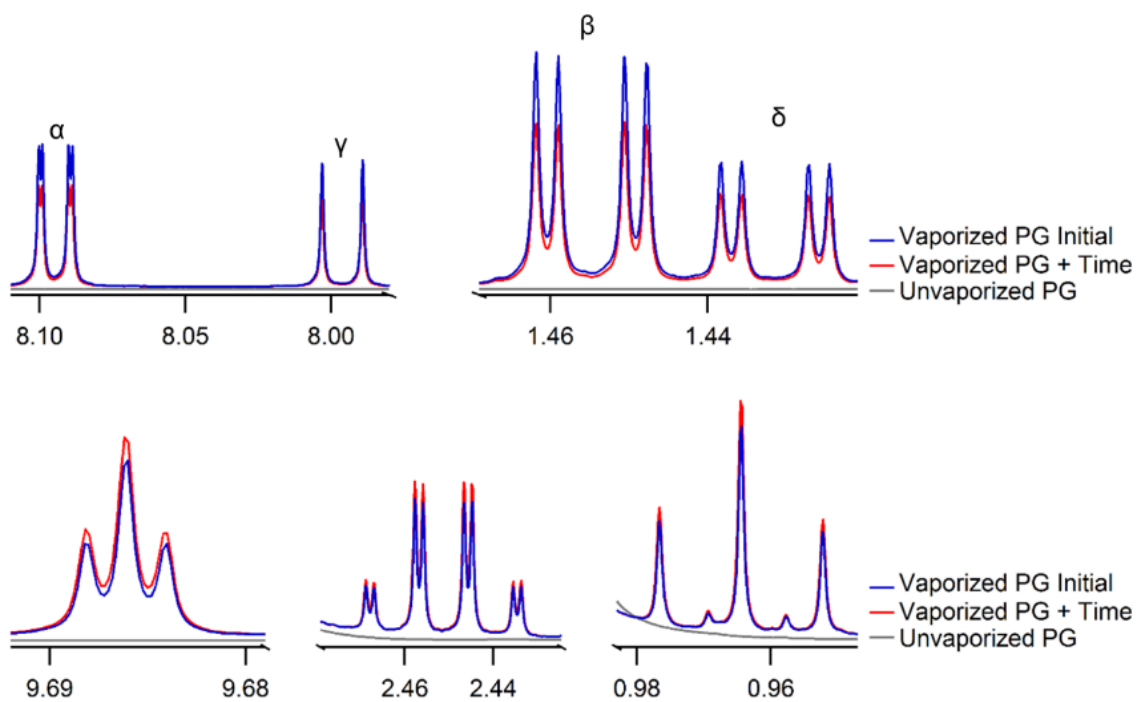 β
α γ δ
Vaporized PG Initial
Vaporized PG + Time
Unvaporized PG
8.10 8.05 8.00 1.46 1.44
Vaporized PG Initial
Vaporized PG + Time
Unvaporized PG
9.69 9.68 2.46 2.44 0.98 0.96